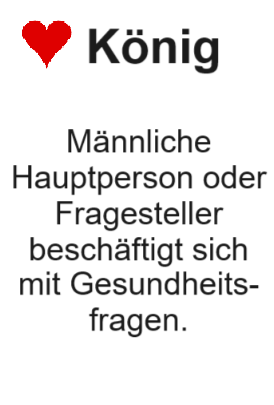 König
Männliche
Hauptperson oder
Fragesteller
beschäftigt sich
mit Gesundheits-
fragen.